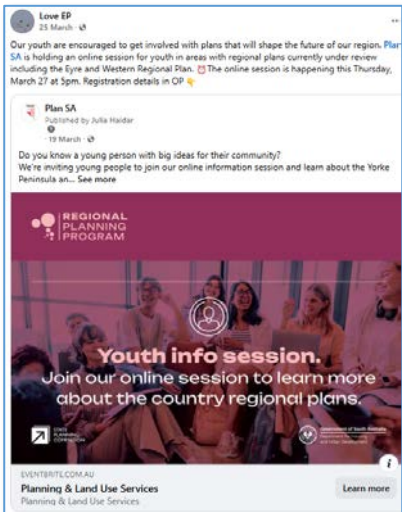 Love EP
25 March
Our youth are encouraged to get involved with plans that will shape the future of our region. Plan
SA is holding an online session for youth in areas with regional plans currently under review
including the Eyre and Western Regional Plan. ⏰The online session is happening this Thursday,
March 27 at 5pm. Registration details in OP 👇
Plan SA
Published by Julia Haidar
19 March
Do you know a young person with big ideas for their community?
We're inviting young people to join our online information session and learn about the Yorke
Peninsula an... See more
REGIONAL
PLANNING
PROGRAM
Youth info session.
Join our online session to learn more
about the country regional plans.
STATE
PLANNING
COMMISSION
Government of South Australia
EVENTBRITE.COM.AU
Planning & Land Use Services
Planning & Land Use Services
Learn more